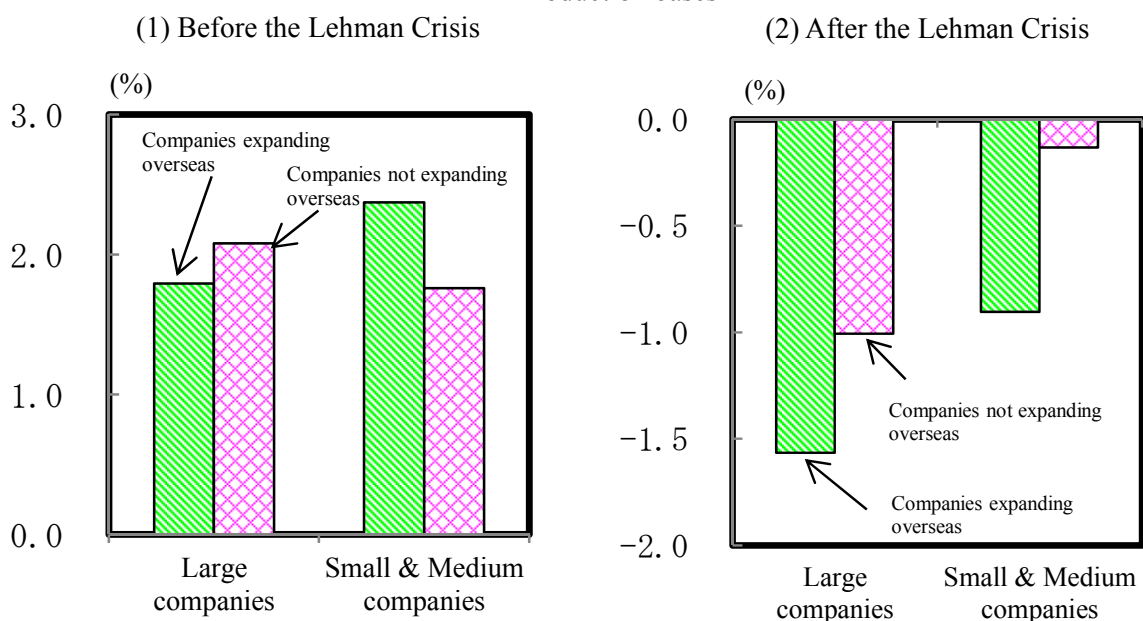 (1) Before the Lehman Crisis
(%)
3.0
2.0
1.0
0.0
Companies expanding
overseas
Companies not expanding
overseas
Large
companies
Small & Medium
companies
(2) After the Lehman Crisis
(%)
0.0
-0.5
-1.0
-1.5
-2.0
Companies not expanding
overseas
Companies expanding
overseas
Large
companies
Small & Medium
companies